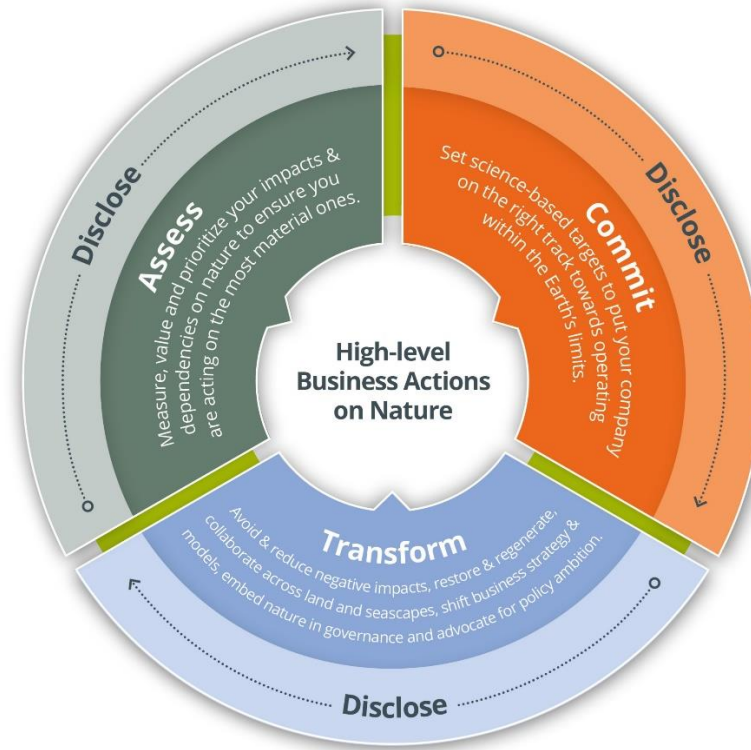 High-level
Business Actions
on Nature
Disclose
Assess
Measure, value and prioritize your impacts &
dependencies on nature to ensure you
are acting on the most material ones.
Disclose
Commit
Set science-based targets to put your company
on the right track towards operating
within the Earth's limits.
Transform
Avoid & reduce negative impacts, restore & regenerate,
collaborate across land and seascapes, shift business strategy &
models, embed nature in governance and advocate for policy ambition.
Disclose